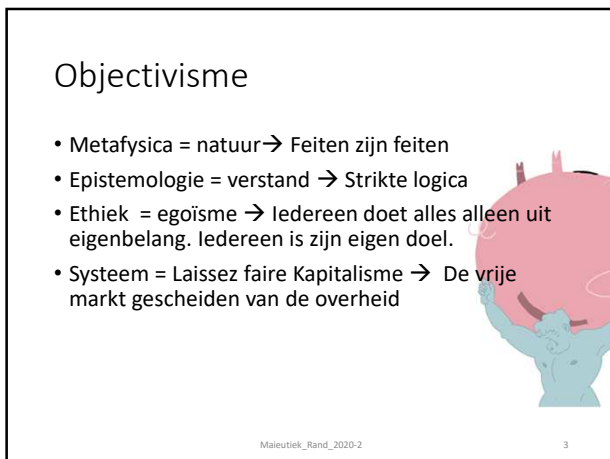 Objectivisme
• Metafysica = natuur→ Feiten zijn feiten
• Epistemologie = verstand → Strikte logica
• Ethiek = egoïsme → Iedereen doet alles alleen uit
eigenbelang. Iedereen is zijn eigen doel.
• Systeem = Laissez faire Kapitalisme → De vrije
markt gescheiden van de overheid
Maieutiek_Rand_2020-2
3